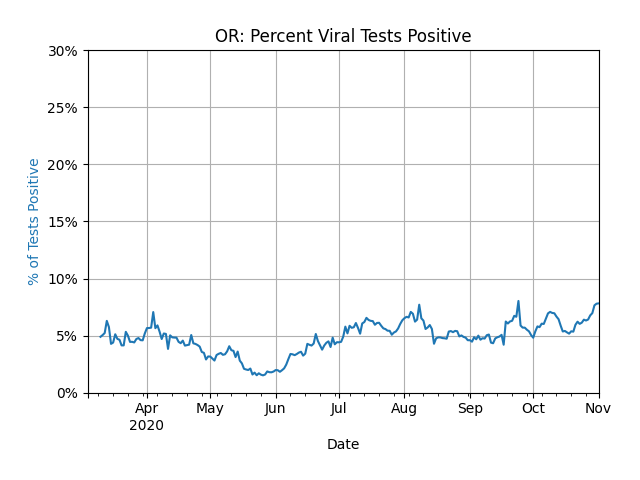 OR: Percent Viral Tests Positive
30%
25%
20%
15%
10%
5%
0%
% of Tests Positive
Apr May Jun Jul Aug Sep Oct Nov
2020
Date